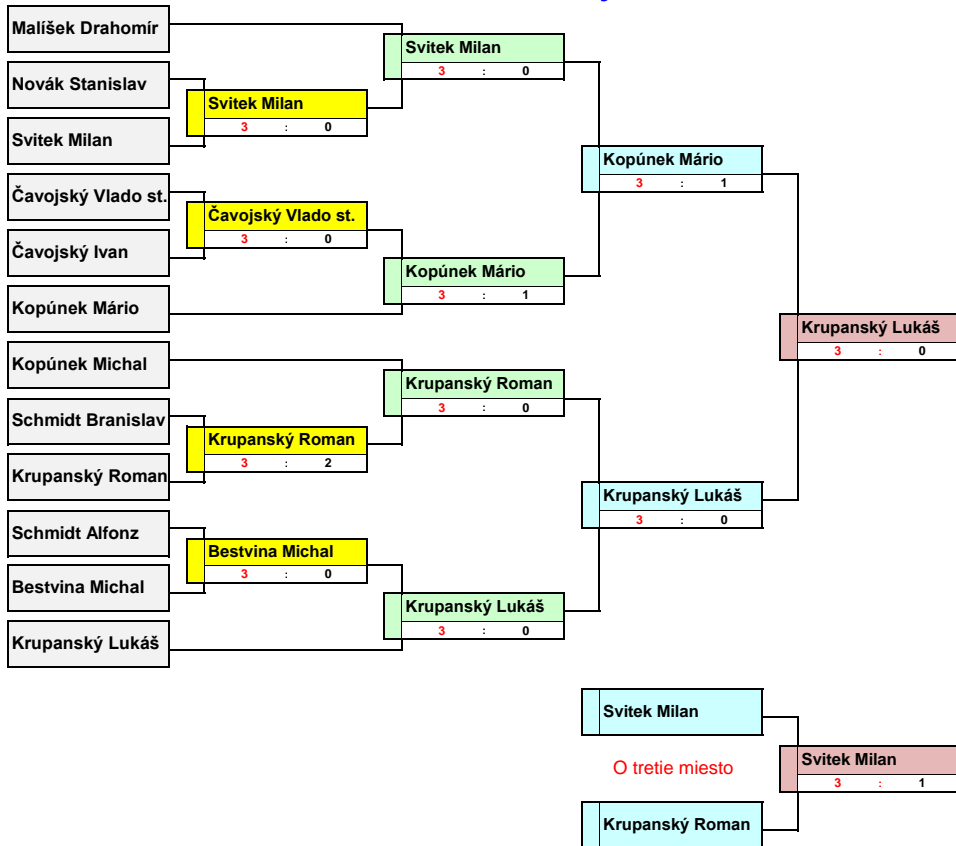 Malíšek Drahomír
Svitek Milan
3 : 0
Novák Stanislav
Svitek Milan
3 : 0
Svitek Milan
Kopúnek Mário
3 : 1
Čavojský Vlado st.
Čavojský Vlado st.
3 : 0
Čavojský Ivan
Kopúnek Mário
3 : 1
Kopúnek Mário
Krupanský Lukáš
3 : 0
Kopúnek Michal
Krupanský Roman
3 : 0
Schmidt Branislav
Krupanský Roman
3 : 2
Krupanský Roman
Krupanský Lukáš
3 : 0
Schmidt Alfonz
Bestvina Michal
3 : 0
Bestvina Michal
Krupanský Lukáš
3 : 0
Krupanský Lukáš
Svitek Milan
O tretie miesto
Svitek Milan
3 : 1
Krupanský Roman